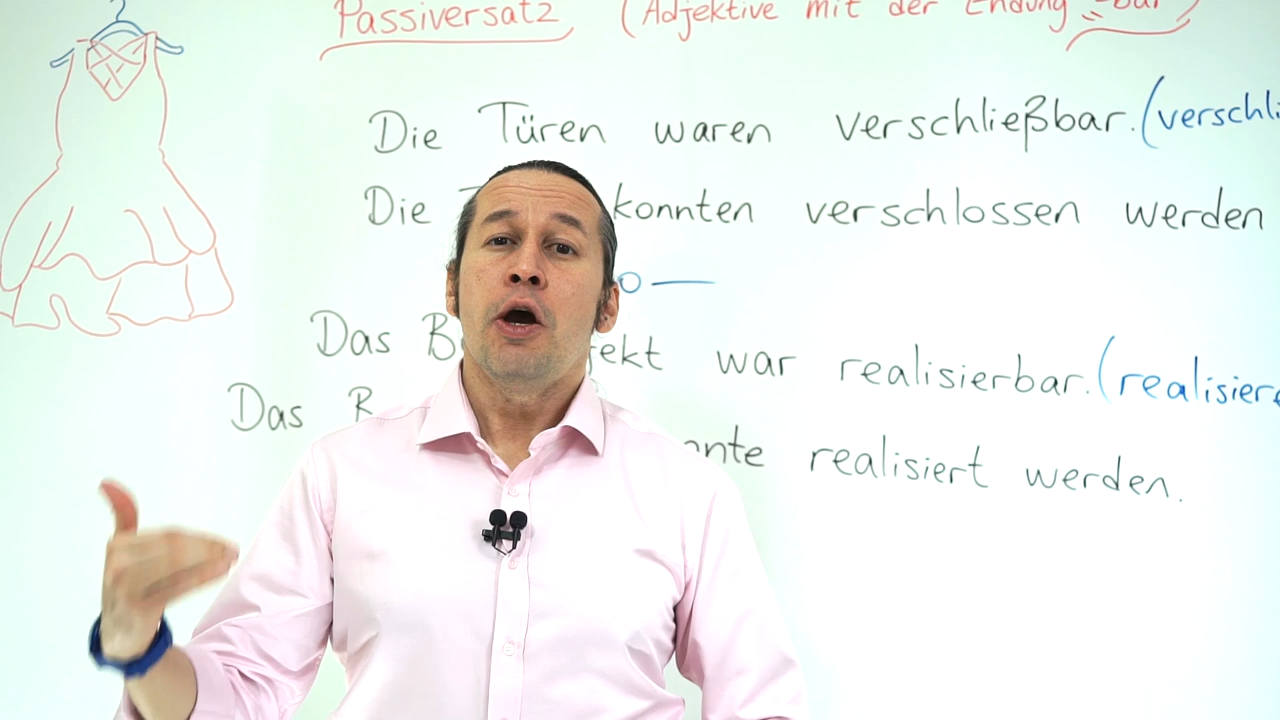 Passiversatz (Adjektive mit der Endung "-bar")
Die Türen waren verschließbar. (verschli
Die konnten verschlossen werden
Das war realisierbar. (realisiere
Das realisiert werden.